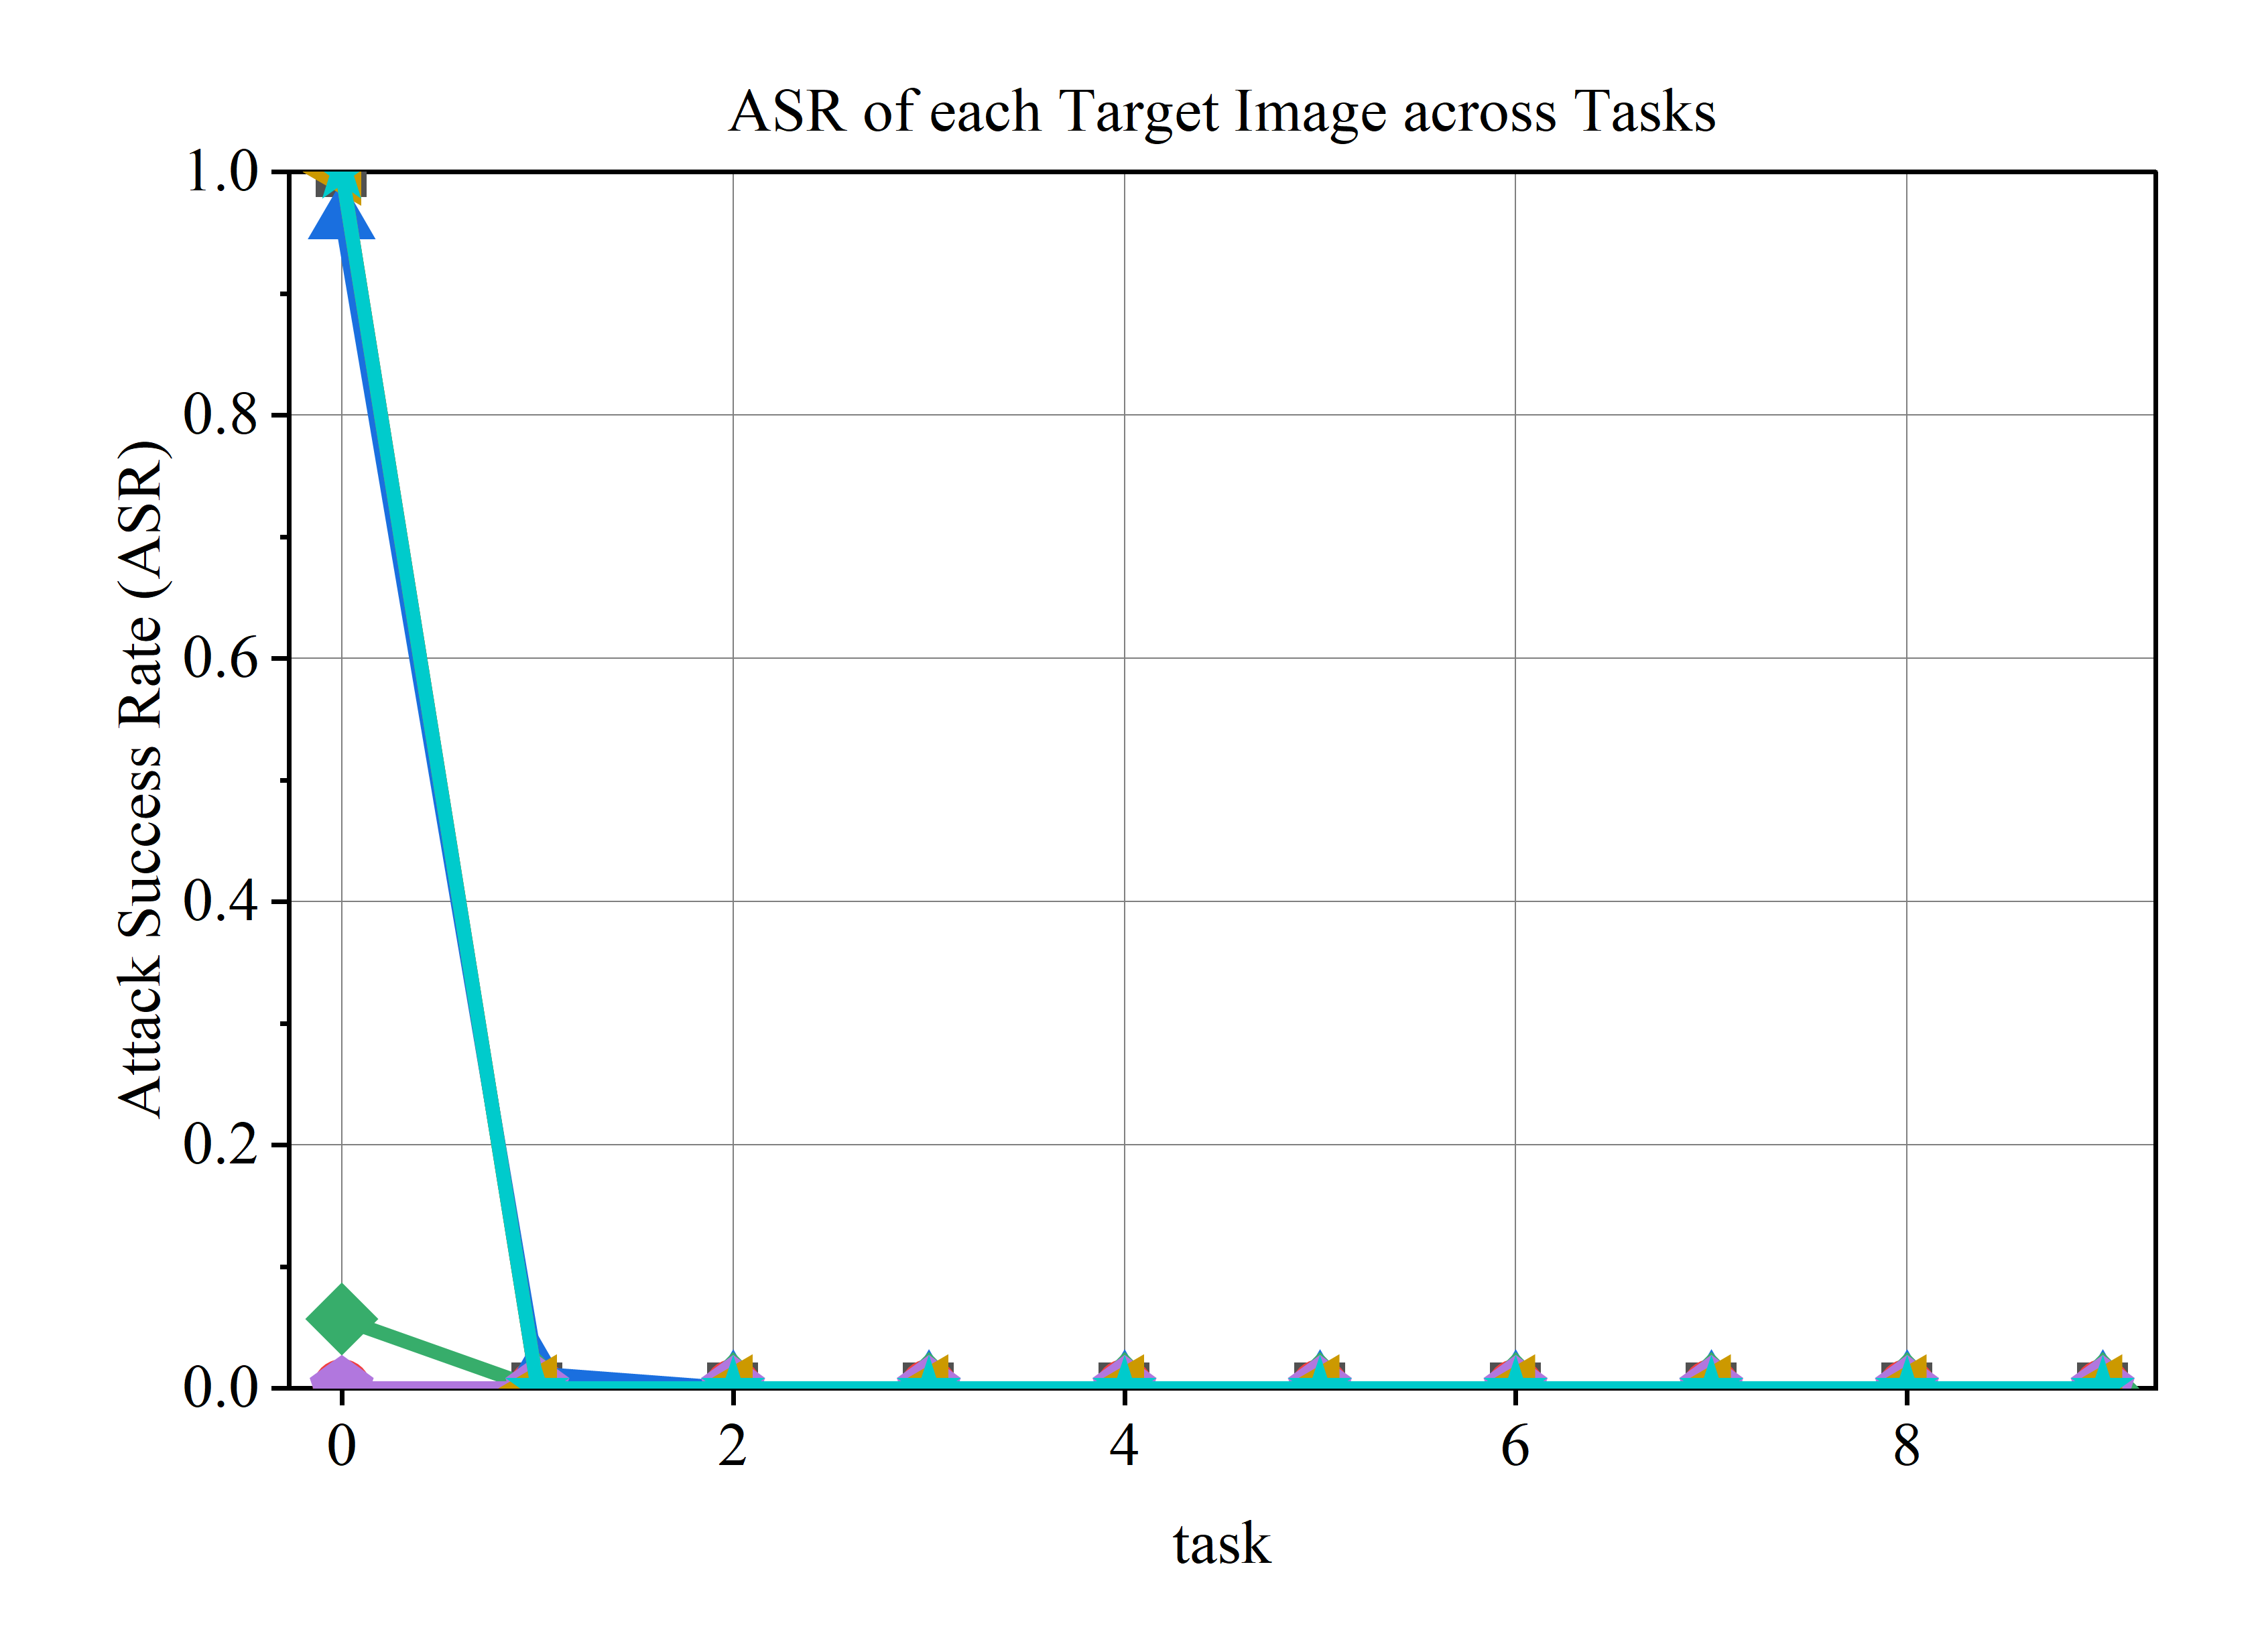 ASR of each Target Image across Tasks
Attack Success Rate (ASR)
1.0
0.8
0.6
0.4
0.2
0.0
0 2 4 6 8
task